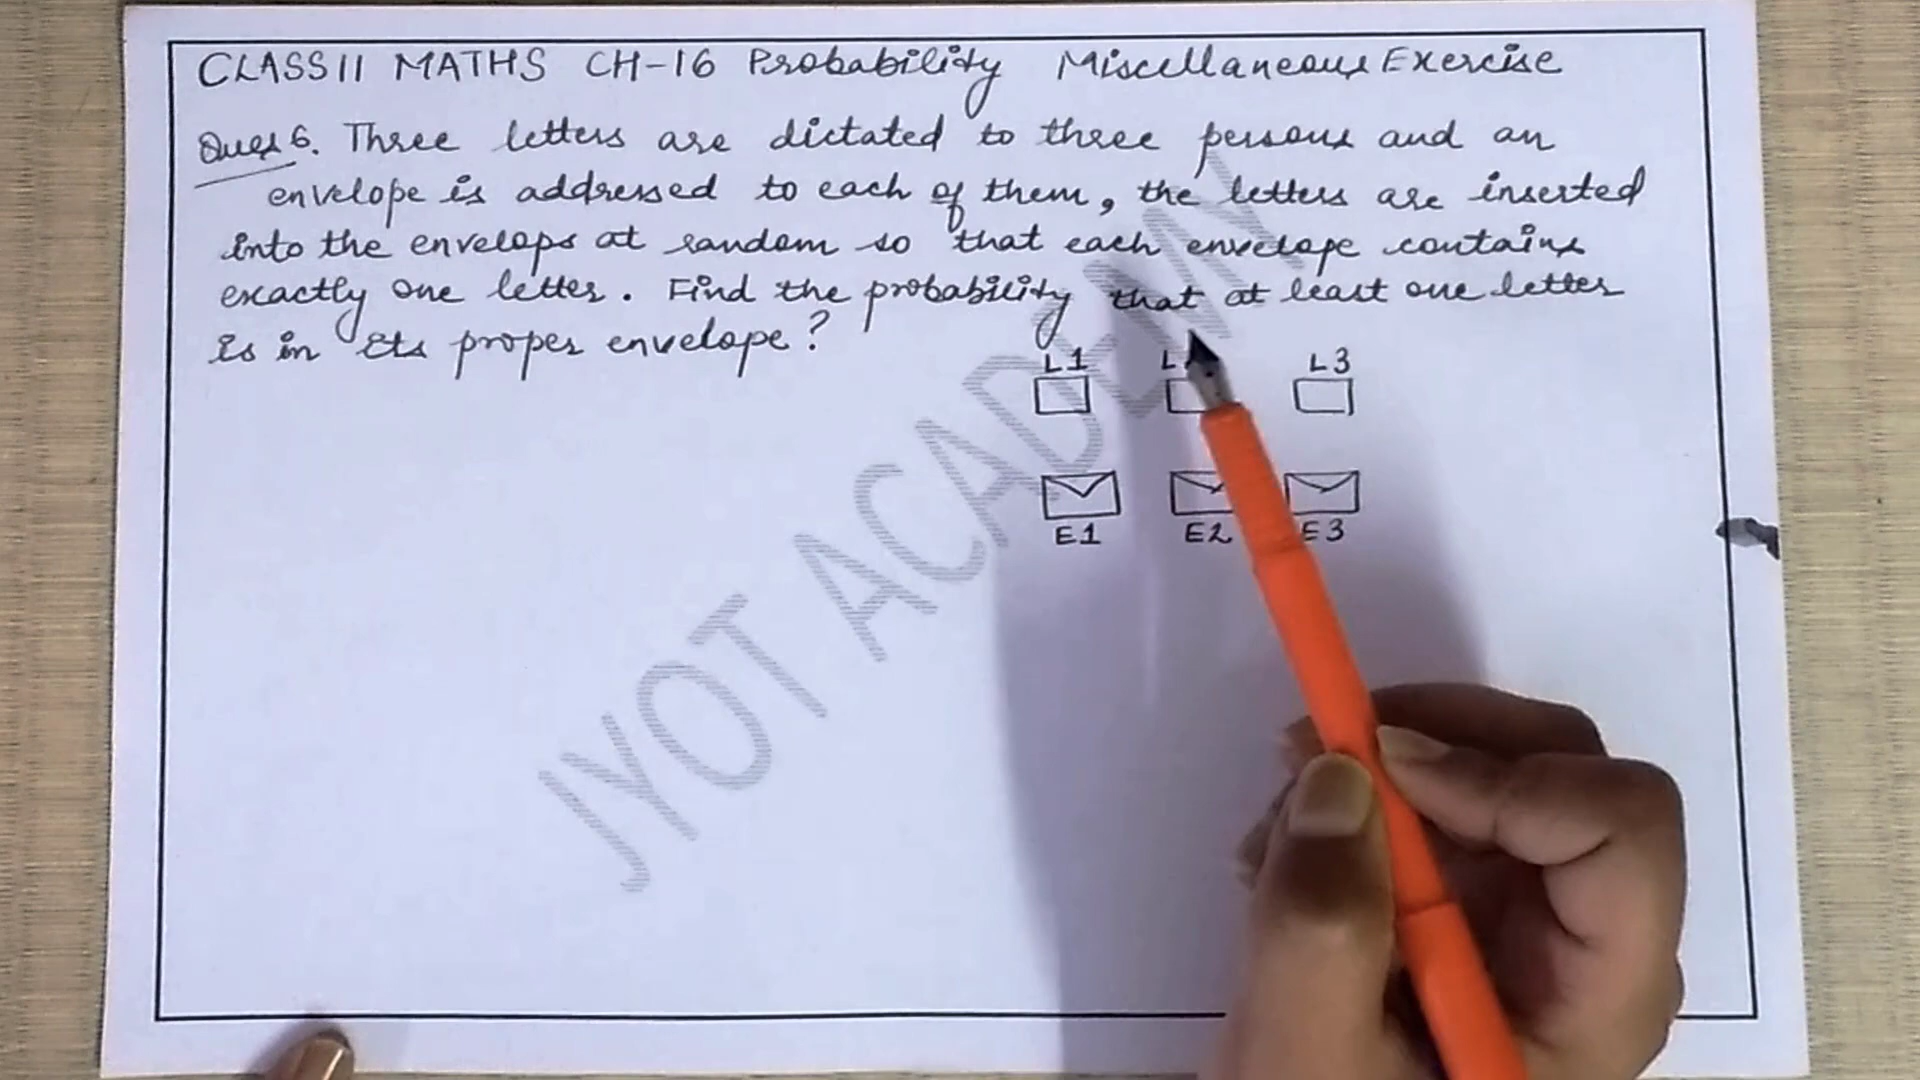 CLASS 11 MATHS CH-16 Probability Miscellaneous Exercise
Ques 6. Three letters are dictated to three persons and an
envelope is addressed to each of them, the letters are inserted
into the envelops at random so that each envelope contains
exactly one letter. Find the probability that at least one letter
is in its proper envelope?
L1 L3
E1 E2 E3
JYOT ACADEMY